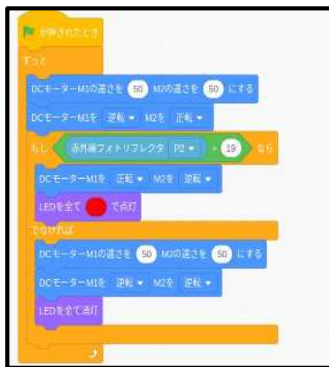 が押されたとき
ずっと
DCモーターM1の速さを 50 M2の速さを 50 にする
DCモーターM1を 逆転 M2を 正転
もし 赤外線フォトリフレクタ P2 > 19 なら
DCモーターM1を 正転 M2を 逆転
LEDを全て で点灯
でなければ
DCモーターM1の速さを 50 M2の速さを 50 にする
DCモーターM1を 逆転 M2を 逆転
LEDを全て消灯